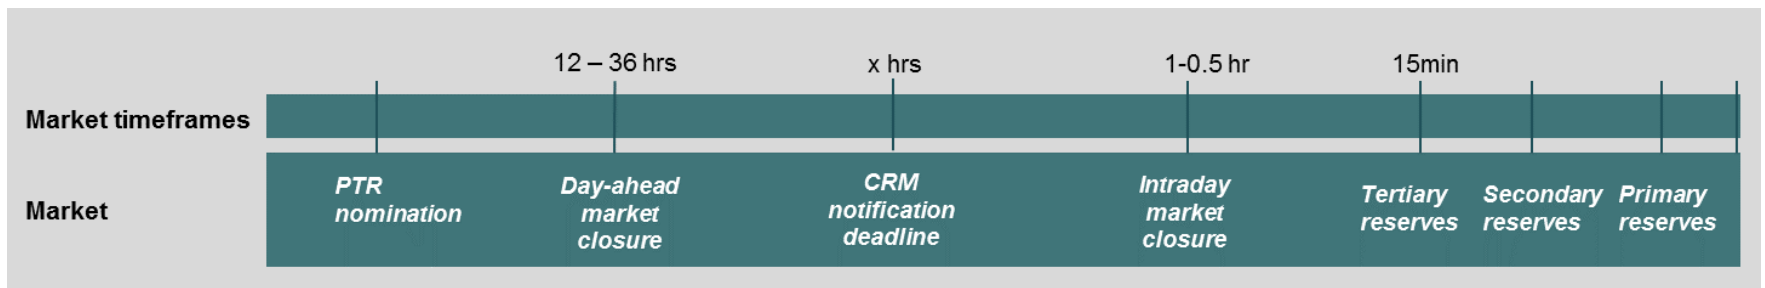 12 – 36 hrs
x hrs
1-0.5 hr
15min
Market timeframes
Market
PTR
nomination
Day-ahead
market
closure
CRM
notification
deadline
Intraday
market
closure
Tertiary
reserves
Secondary
reserves
Primary
reserves